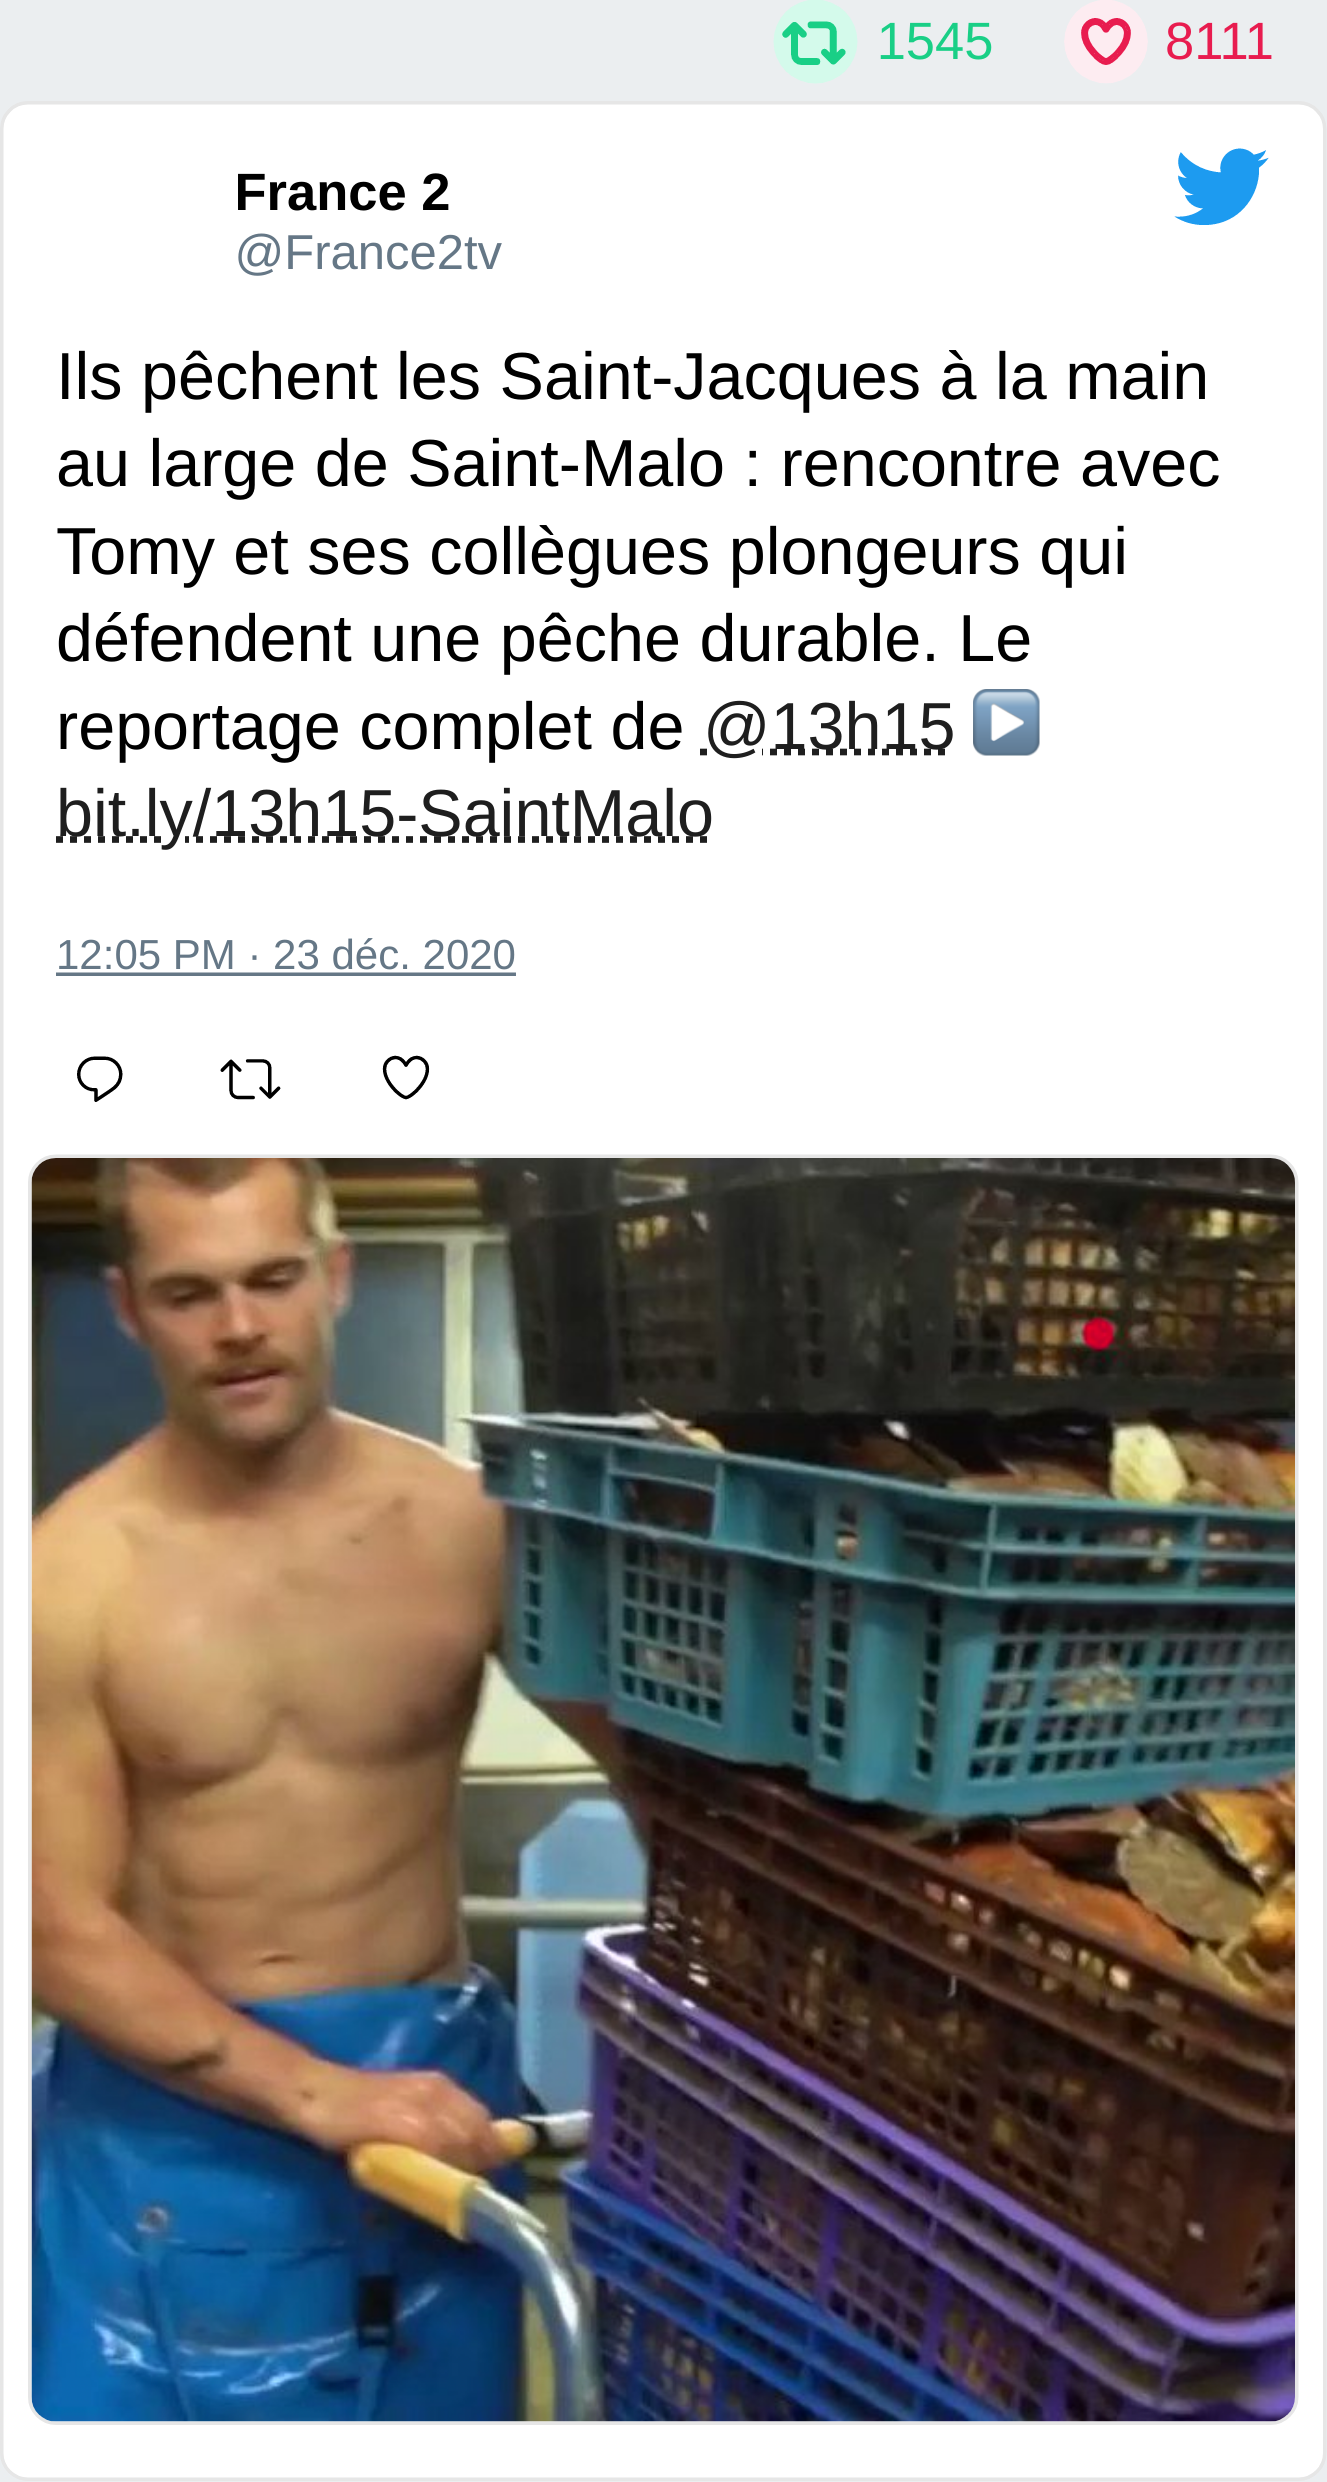 1545 8111
France 2
@France2tv
Ils pêchent les Saint-Jacques à la main
au large de Saint-Malo : rencontre avec
Tomy et ses collègues plongeurs qui
défendent une pêche durable. Le
reportage complet de @13h15 ▶️
bit.ly/13h15-SaintMalo
12:05 PM · 23 déc. 2020